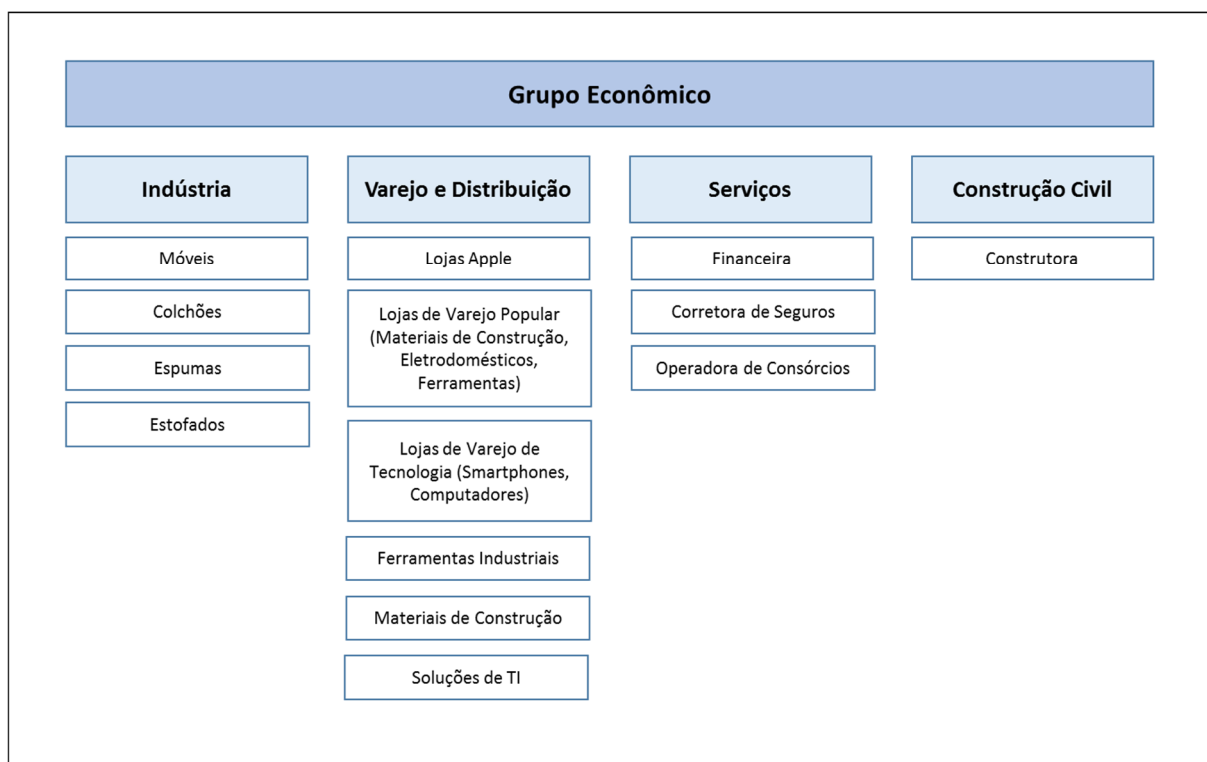 Grupo Econômico
Indústria
Móveis
Colchões
Espumas
Estofados
Varejo e Distribuição
Lojas Apple
Lojas de Varejo Popular
(Materiais de Construção,
Eletrodomésticos,
Ferramentas)
Lojas de Varejo de
Tecnologia (Smartphones,
Computadores)
Ferramentas Industriais
Materiais de Construção
Soluções de TI
Serviços
Financeira
Corretora de Seguros
Operadora de Consórcios
Construção Civil
Construtora